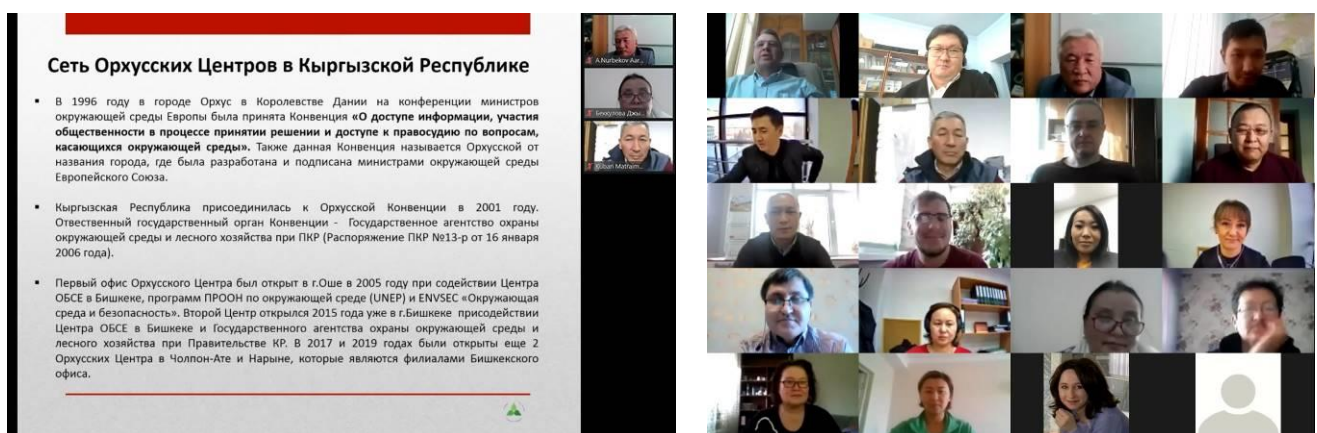 Сеть Орхусских Центров в Кыргызской Республике
▪ В 1996 году в городе Орхус в Королевстве Дании на конференции министров
окружающей среды Европы была принята Конвенция «О доступе информации, участия
общественности в процессе принятии решении и доступе к правосудию по вопросам,
касающихся окружающей среды». Также данная Конвенция называется Орхусской от
названия города, где была разработана и подписана министрами окружающей среды
Европейского Союза.
▪ Кыргызская Республика присоединилась к Орхусской Конвенции в 2001 году.
Отвественный государственный орган Конвенции - Государственное агентство охраны
окружающей среды и лесного хозяйства при ПКР (Распоряжение ПКР №13-р от 16 января
2006 года).
▪ Первый офис Орхусского Центра был открыт в г.Оше в 2005 году при содействии Центра
ОБСЕ в Бишкеке, программ ПРООН по окружающей среде (UNEP) и ENVSEC «Окружающая
среда и безопасность». Второй Центр открылся 2015 года уже в г.Бишкеке присодействии
Центра ОБСЕ в Бишкеке и Государственного агентства охраны окружающей среды и
лесного хозяйства при Правительстве КР. В 2017 и 2019 годах были открыты еще 2
Орхусских Центра в Чолпон-Ате и Нарыне, которые являются филиалами Бишкекского
офиса.
A.Nurbekov Aar...
Бекулова Джы...
Kuban Matraim...